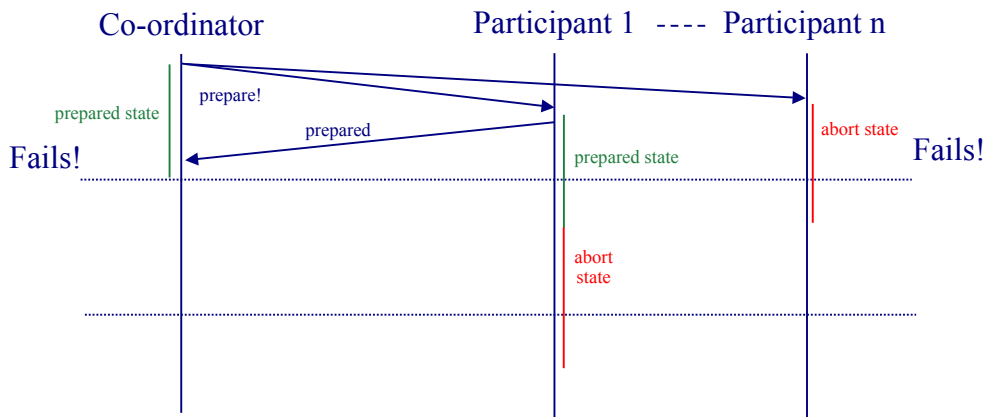 Co-ordinator
Participant 1 ---- Participant n
prepare!
prepared state
prepared
abort state
Fails!
Fails!
prepared state
abort
state